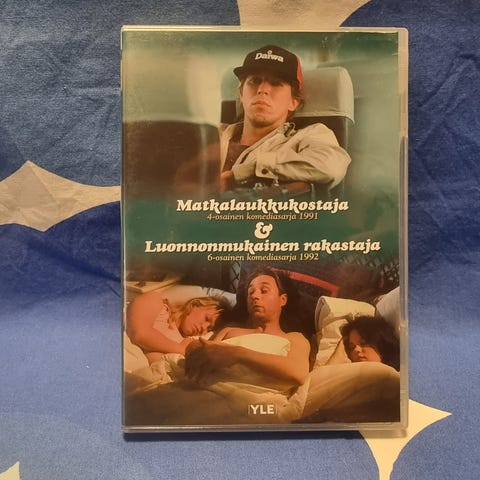 Daiwa
Matkalaukkukostaja
4-osainen komediasarja 1991
&
Luonnonmukainen rakastaja
6-osainen komediasarja 1992
YLE